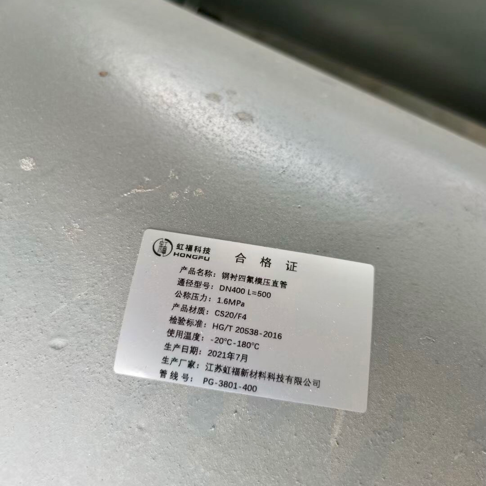 虹福科技
HONGFU
合格证
产品名称：钢衬四氟模压直管
通径型号：DN400 L=500
公称压力：1.6MPa
产品材质：CS20/F4
检验标准：HG/T 20538-2016
使用温度：-20℃-180℃
生产日期：2021年7月
生产厂家：江苏虹福新材料科技有限公司
管线号：PG-3801-400